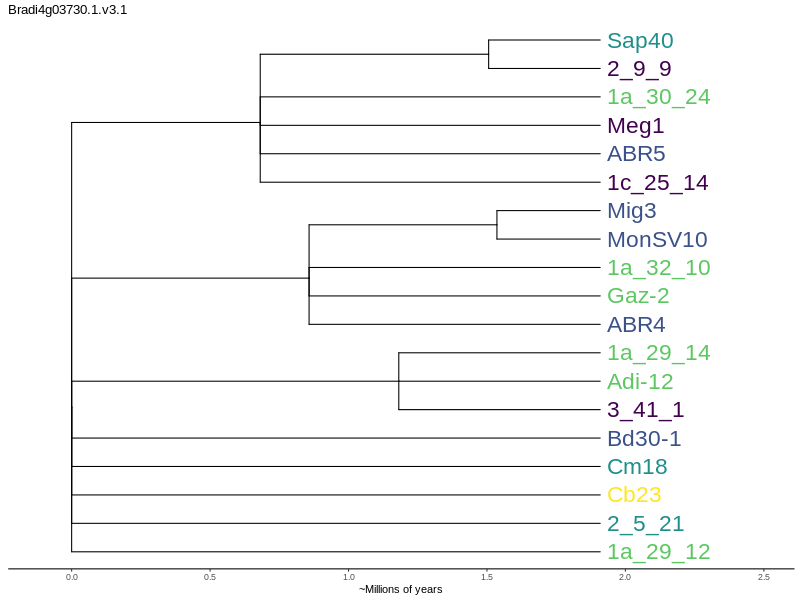 Bradi4g03730.1.v3.1
Sap40
2_9_9
1a_30_24
Meg1
ABR5
1c_25_14
Mig3
MonSV10
1a_32_10
Gaz-2
ABR4
1a_29_14
Adi-12
3_41_1
Bd30-1
Cm18
Cb23
2_5_21
1a_29_12
0.0 0.5 1.0 1.5 2.0 2.5
~Millions of years